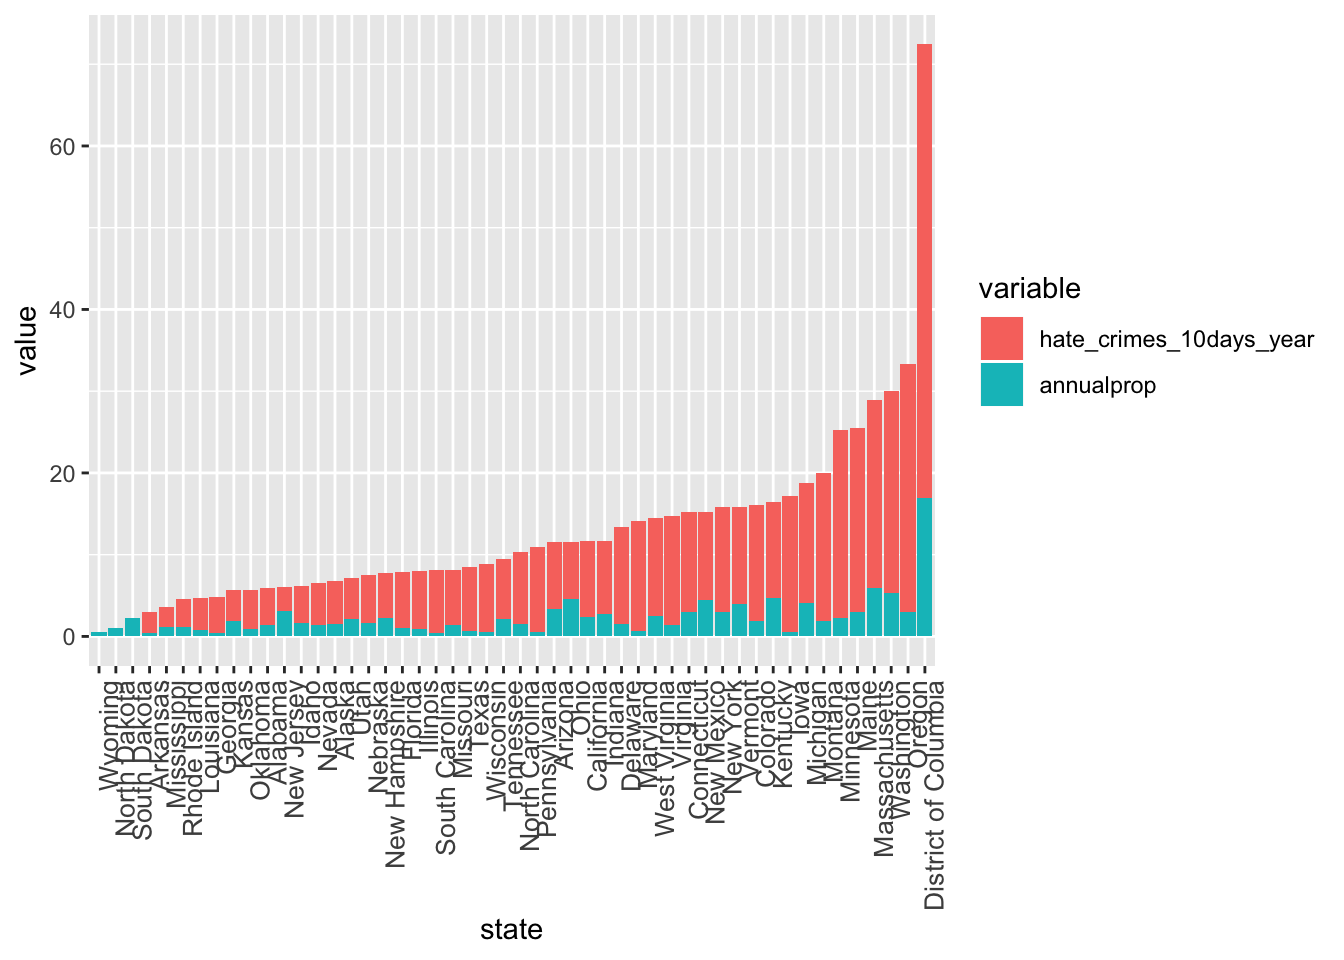 60
40
20
0
value
Wyoming
North Dakota
South Dakota
Arkansas
Mississippi
Rhode Island
Louisiana
Georgia
Kansas
Oklahoma
Alabama
New Jersey
Idaho
Nevada
Alaska
Utah
Nebraska
New Hampshire
Florida
Illinois
South Carolina
Missouri
Texas
Wisconsin
Tennessee
North Carolina
Pennsylvania
Arizona
Ohio
California
Indiana
Delaware
Maryland
West Virginia
Virginia
Connecticut
New Mexico
New York
Vermont
Colorado
Kentucky
Iowa
Michigan
Montana
Minnesota
Maine
Massachusetts
Washington
Oregon
District of Columbia
state
variable
hate_crimes_10days_year
annualprop